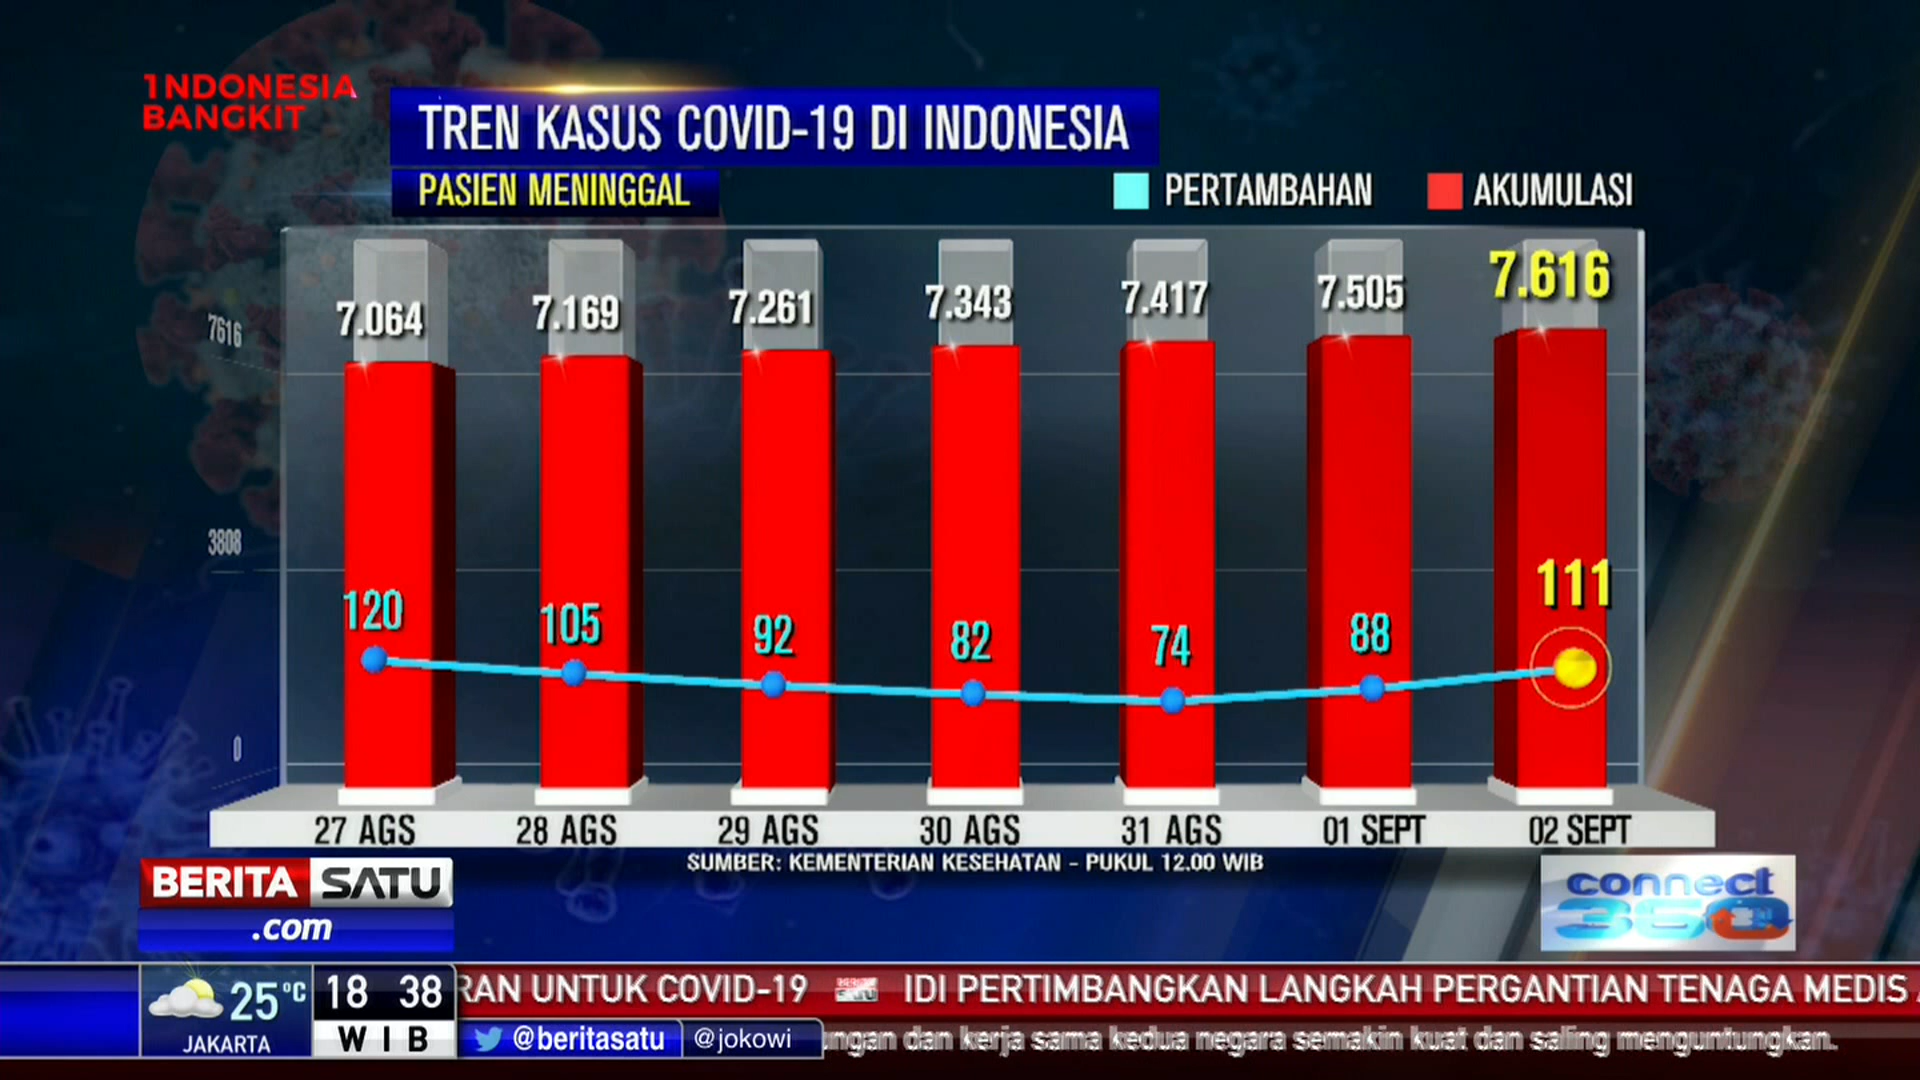 1NDONESIA
BANGKIT
TREN KASUS COVID-19 DI INDONESIA
PASIEN MENINGGAL
PERTAMBAHAN
AKUMULASI
7616
3808
0
7.064
7.169
7.261
7.343
7.417
7.505
7.616
120
105
92
82
74
88
111
27 AGS
28 AGS
29 AGS
30 AGS
31 AGS
01 SEPT
02 SEPT
SUMBER: KEMENTERIAN KESEHATAN - PUKUL 12.00 WIB
BERITA SATU
.com
connect
360
25°C
JAKARTA
18 38
WIB
RAN UNTUK COVID-19
BERITA SATU
IDI PERTIMBANGKAN LANGKAH PERGANTIAN TENAGA MEDIS
@beritasatu
@jokowi
ungan dan kerja sama kedua negara semakin kuat dan saling menguntungkan.